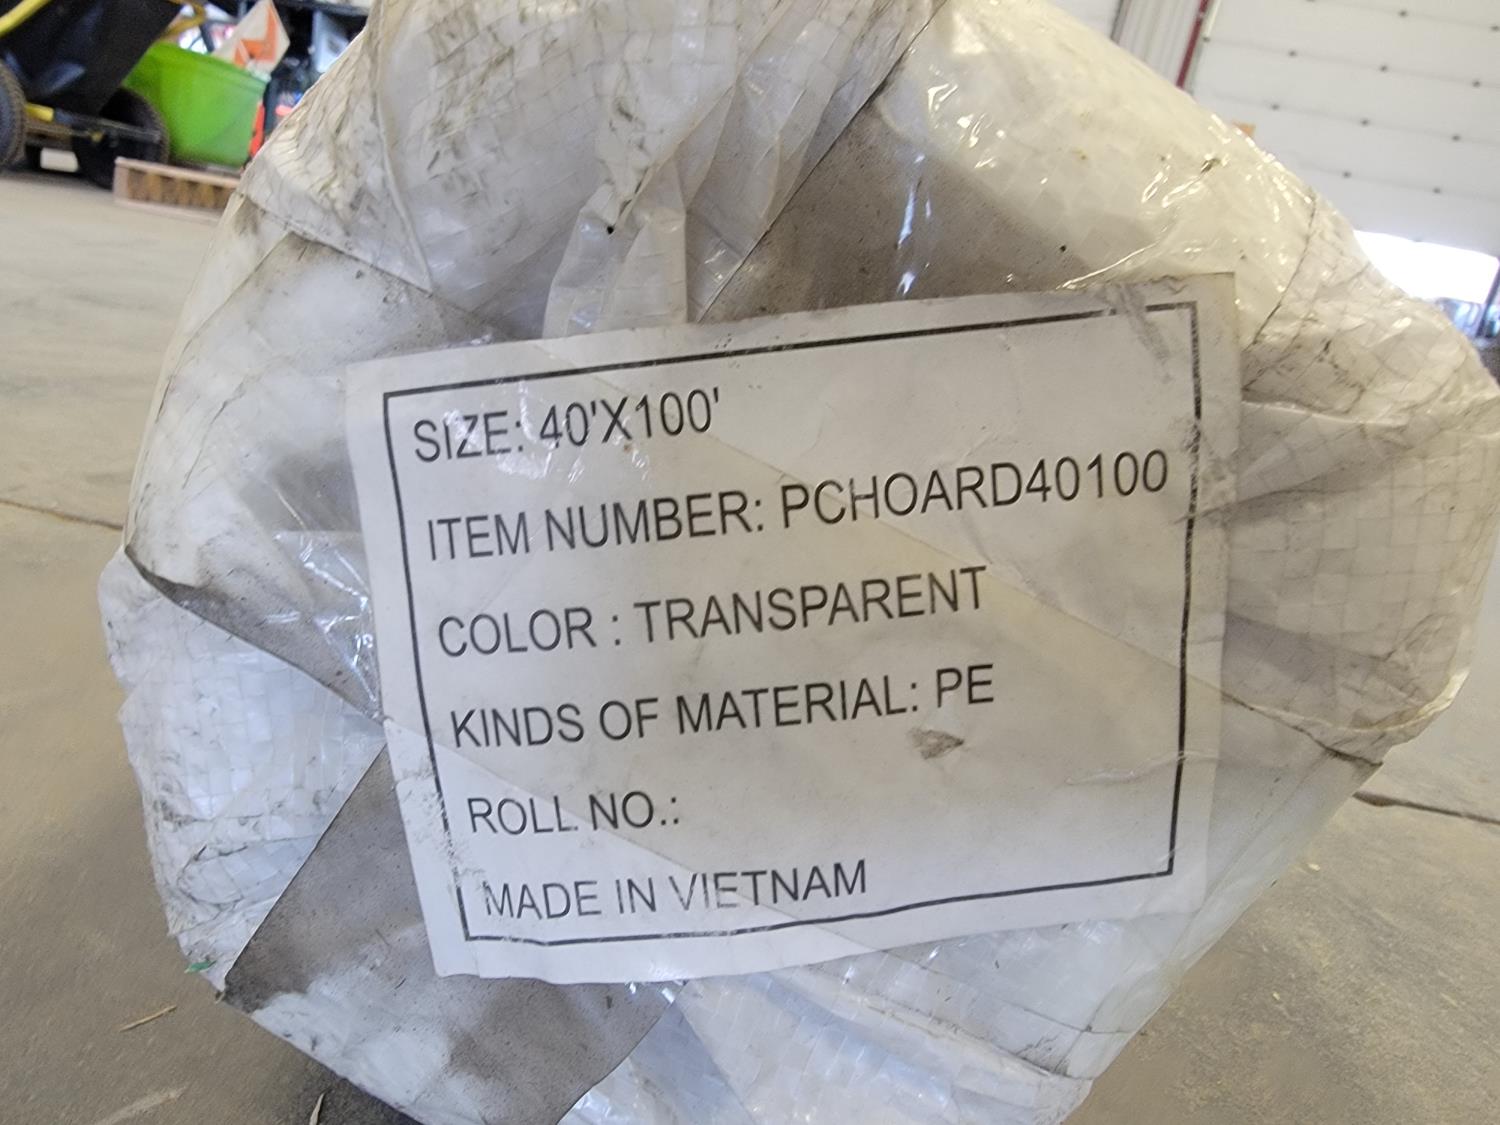 SIZE: 40'X100'
ITEM NUMBER: PCHOARD40100
COLOR : TRANSPARENT
KINDS OF MATERIAL: PE
ROLL NO.:
MADE IN VIETNAM